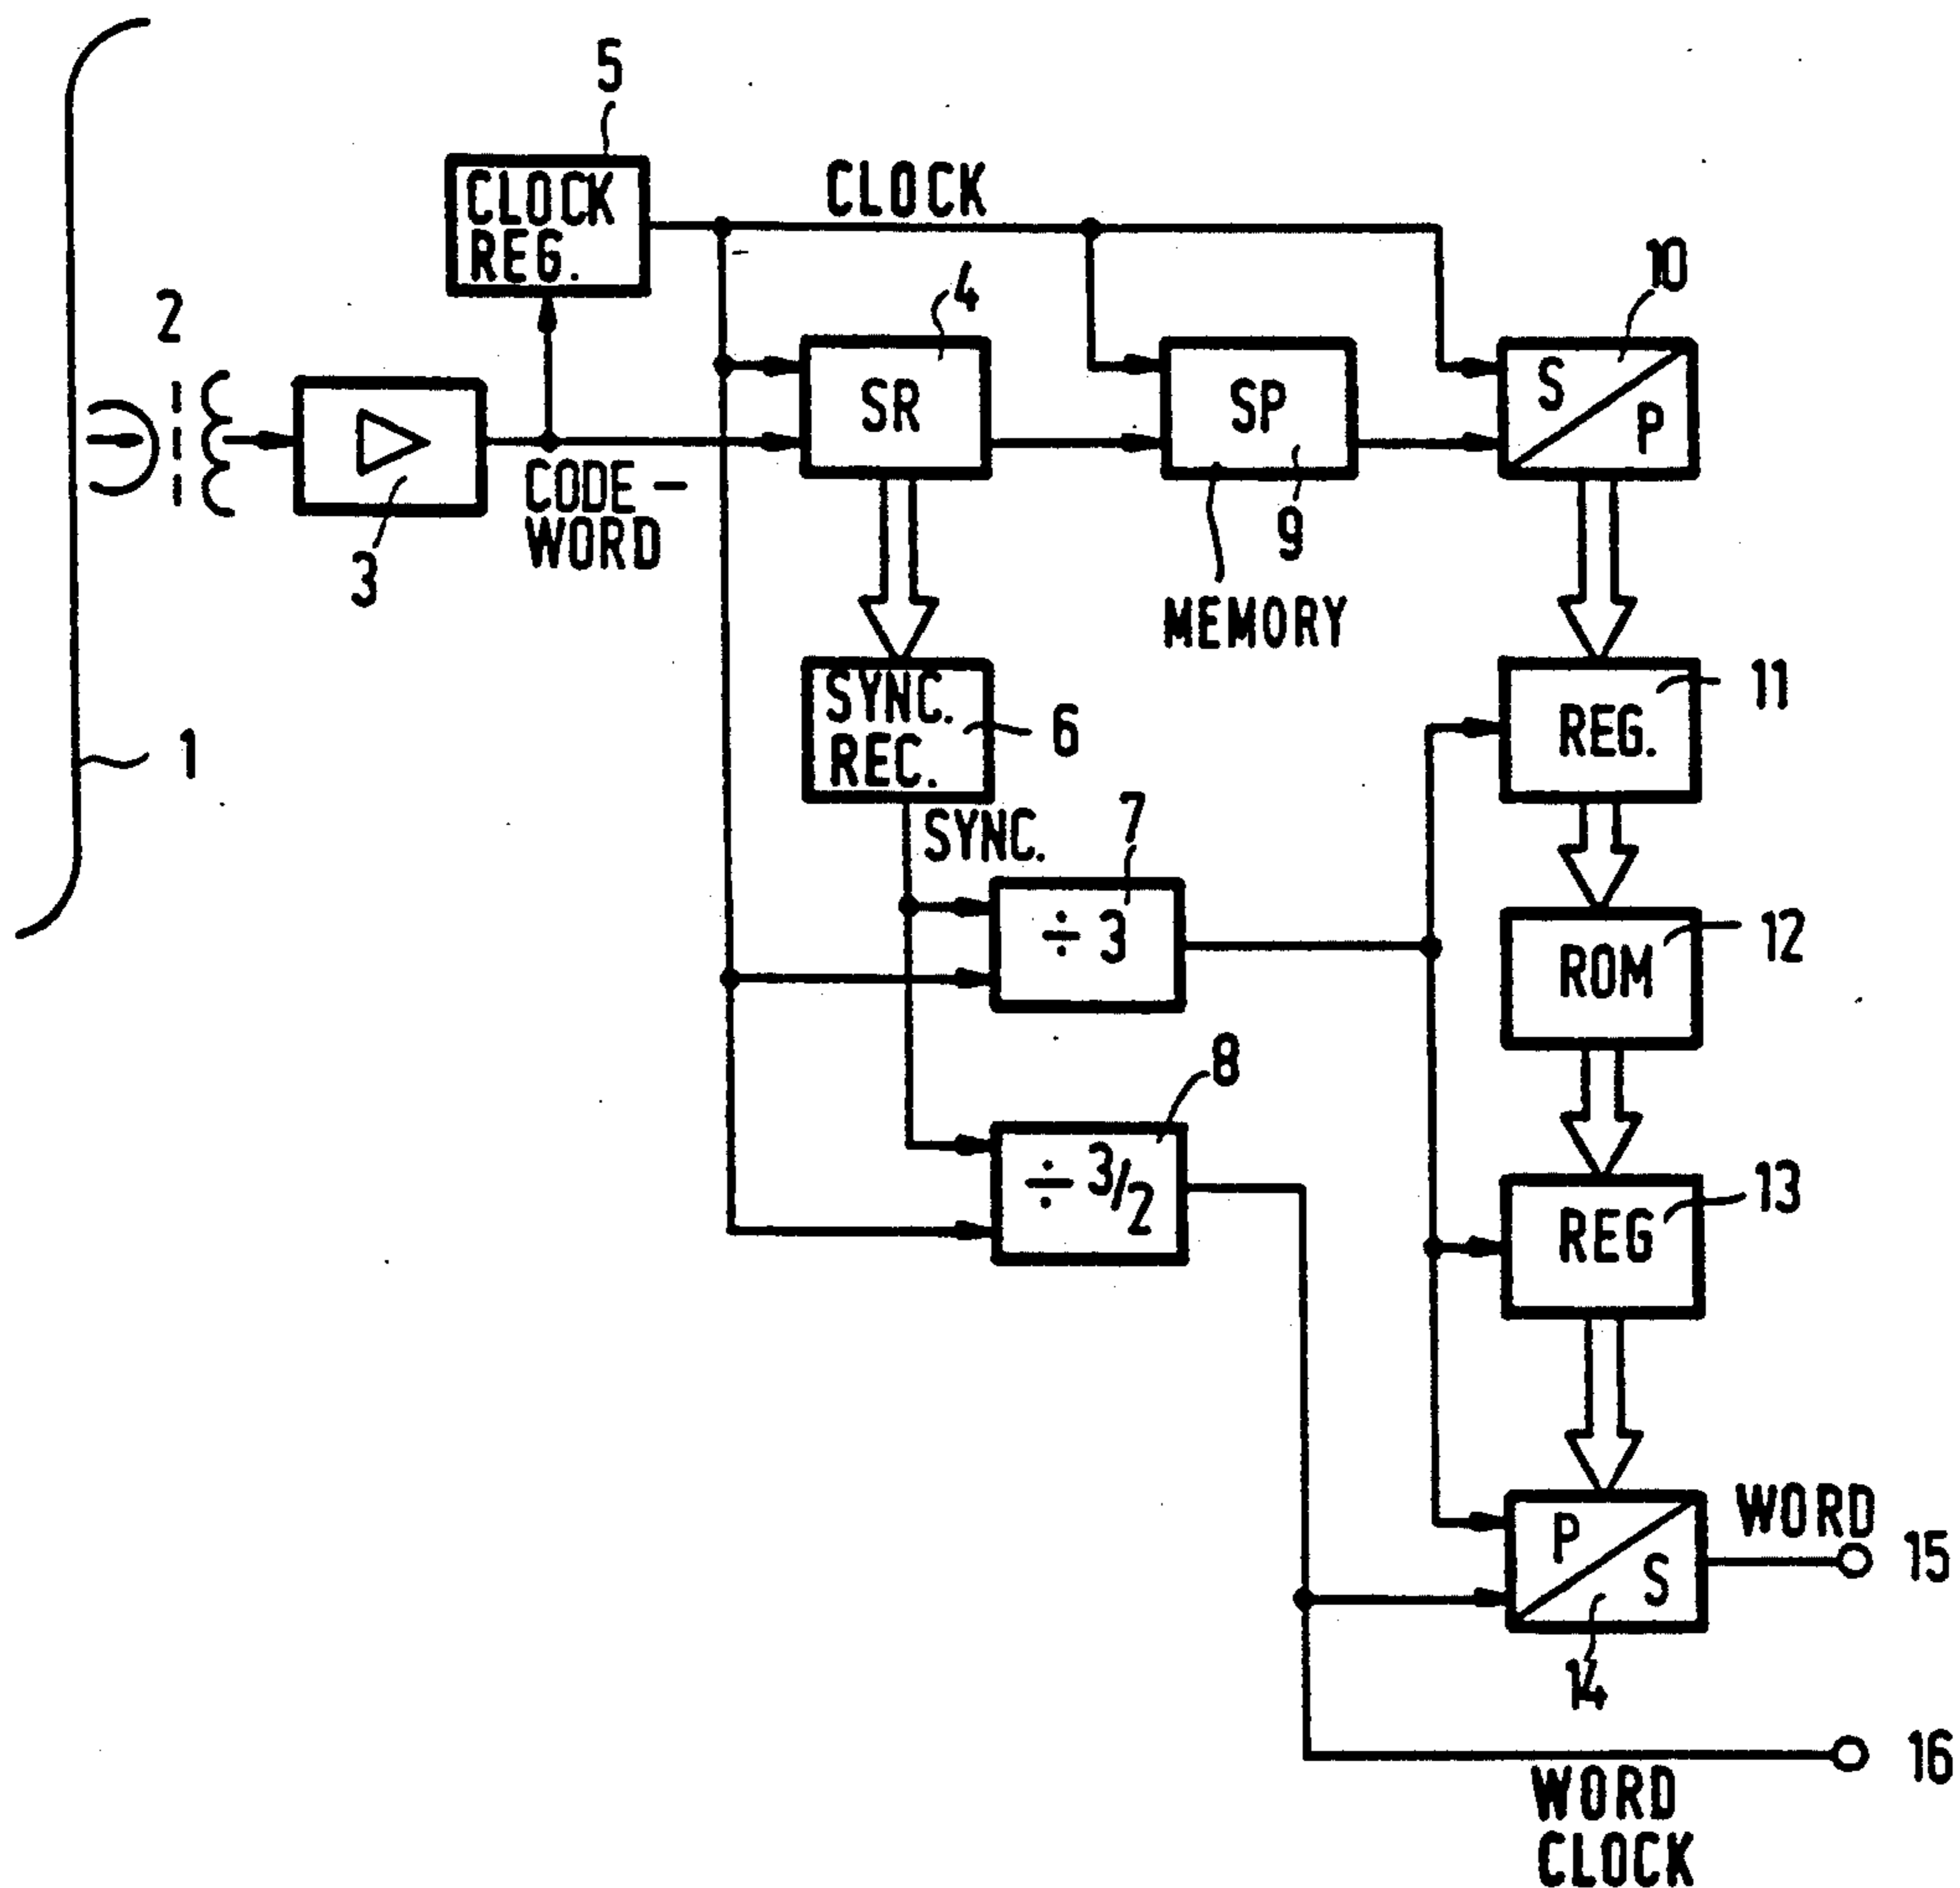 5
CLOCK
REG.
CLOCK
10
2
4
SR
SP
S
P
CODE-
WORD
3
9
MEMORY
SYNC.
REC.
6
REG.
11
1
SYNC.
7
÷ 3
ROM
12
8
÷ 3/2
REG
13
P
S
WORD
15
14
16
WORD
CLOCK